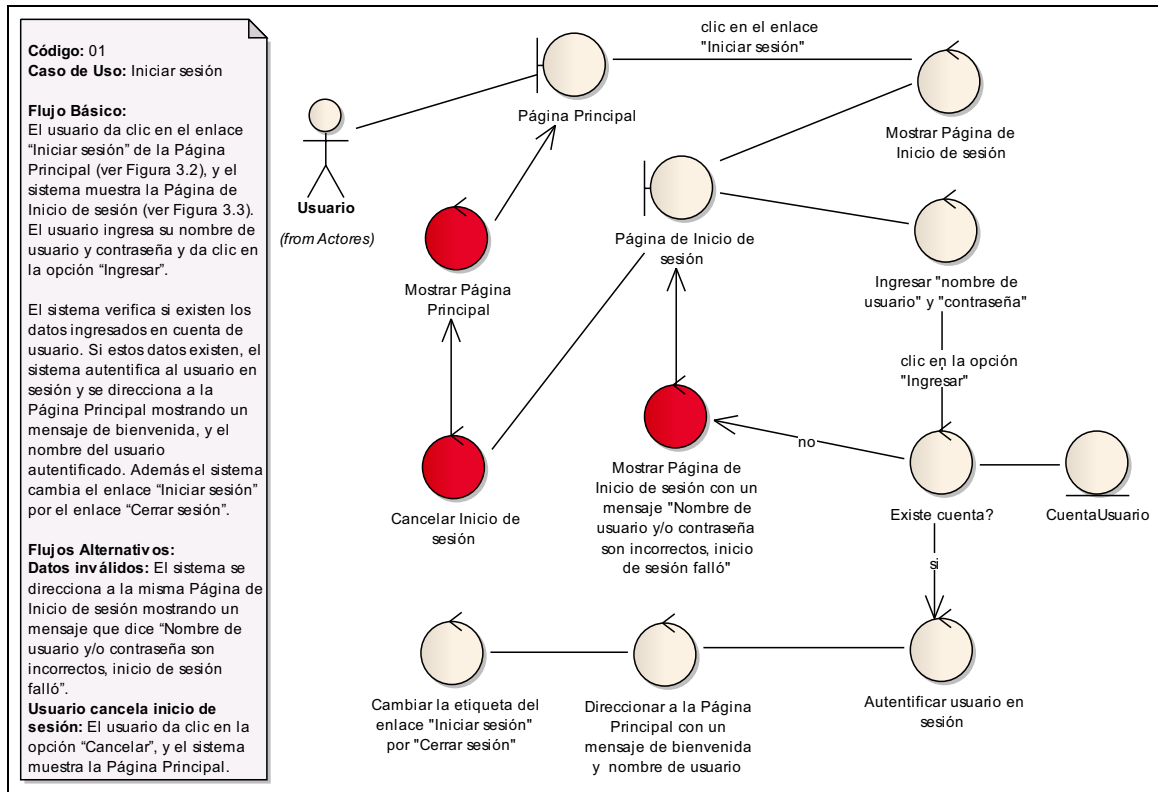 Código: 01
Caso de Uso: Iniciar sesión
Flujo Básico:
El usuario da clic en el enlace
“Iniciar sesión” de la Página
Principal (ver Figura 3.2), y el
sistema muestra la Página de
Inicio de sesión (ver Figura 3.3).
El usuario ingresa su nombre de
usuario y contraseña y da clic en
la opción “Ingresar”.
El sistema verifica si existen los
datos ingresados en cuenta de
usuario. Si estos datos existen, el
sistema autentifica al usuario en
sesión y se direcciona a la
Página Principal mostrando un
mensaje de bienvenida, y el
nombre del usuario
autentificado. Además el sistema
cambia el enlace “Iniciar sesión”
por el enlace “Cerrar sesión”.
Flujos Alternativos:
Datos inválidos: El sistema se
direcciona a la misma Página de
Inicio de sesión mostrando un
mensaje que dice “Nombre de
usuario y/o contraseña son
incorrectos, inicio de sesión
falló”.
Usuario cancela inicio de
sesión: El usuario da clic en la
opción “Cancelar”, y el sistema
muestra la Página Principal.
clic en el enlace
"Iniciar sesión"
Página Principal
Mostrar Página de
Inicio de sesión
Usuario
(from Actores)
Página de Inicio de
sesión
Mostrar Página
Principal
Ingresar "nombre de
usuario" y "contraseña"
clic en la opción
"Ingresar"
no
Mostrar Página de
Inicio de sesión con un
mensaje "Nombre de
usuario y/o contraseña
son incorrectos, inicio
de sesión falló"
Cancelar Inicio de
sesión
Existe cuenta?
CuentaUsuario
si
Cambiar la etiqueta del
enlace "Iniciar sesión"
por "Cerrar sesión"
Direccionar a la Página
Principal con un
mensaje de bienvenida
y nombre de usuario
Autentificar usuario en
sesión